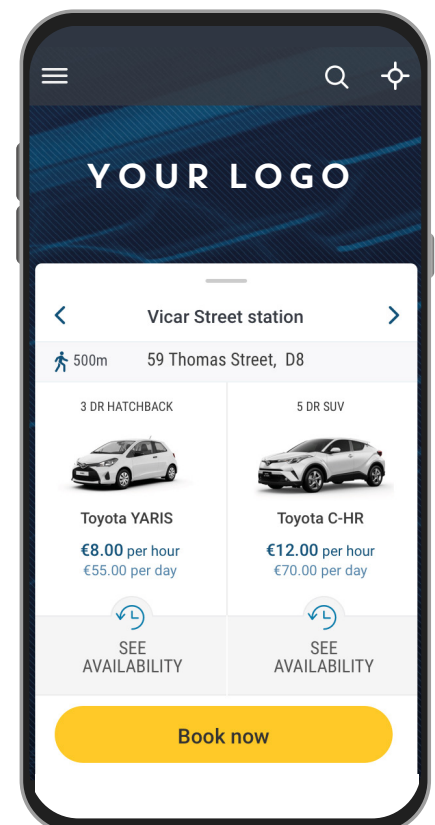 YOUR LOGO
Vicar Street station
500m 59 Thomas Street, D8
3 DR HATCHBACK
Toyota YARIS
€8.00 per hour
€55.00 per day
SEE
AVAILABILITY
5 DR SUV
Toyota C-HR
€12.00 per hour
€70.00 per day
SEE
AVAILABILITY
Book now